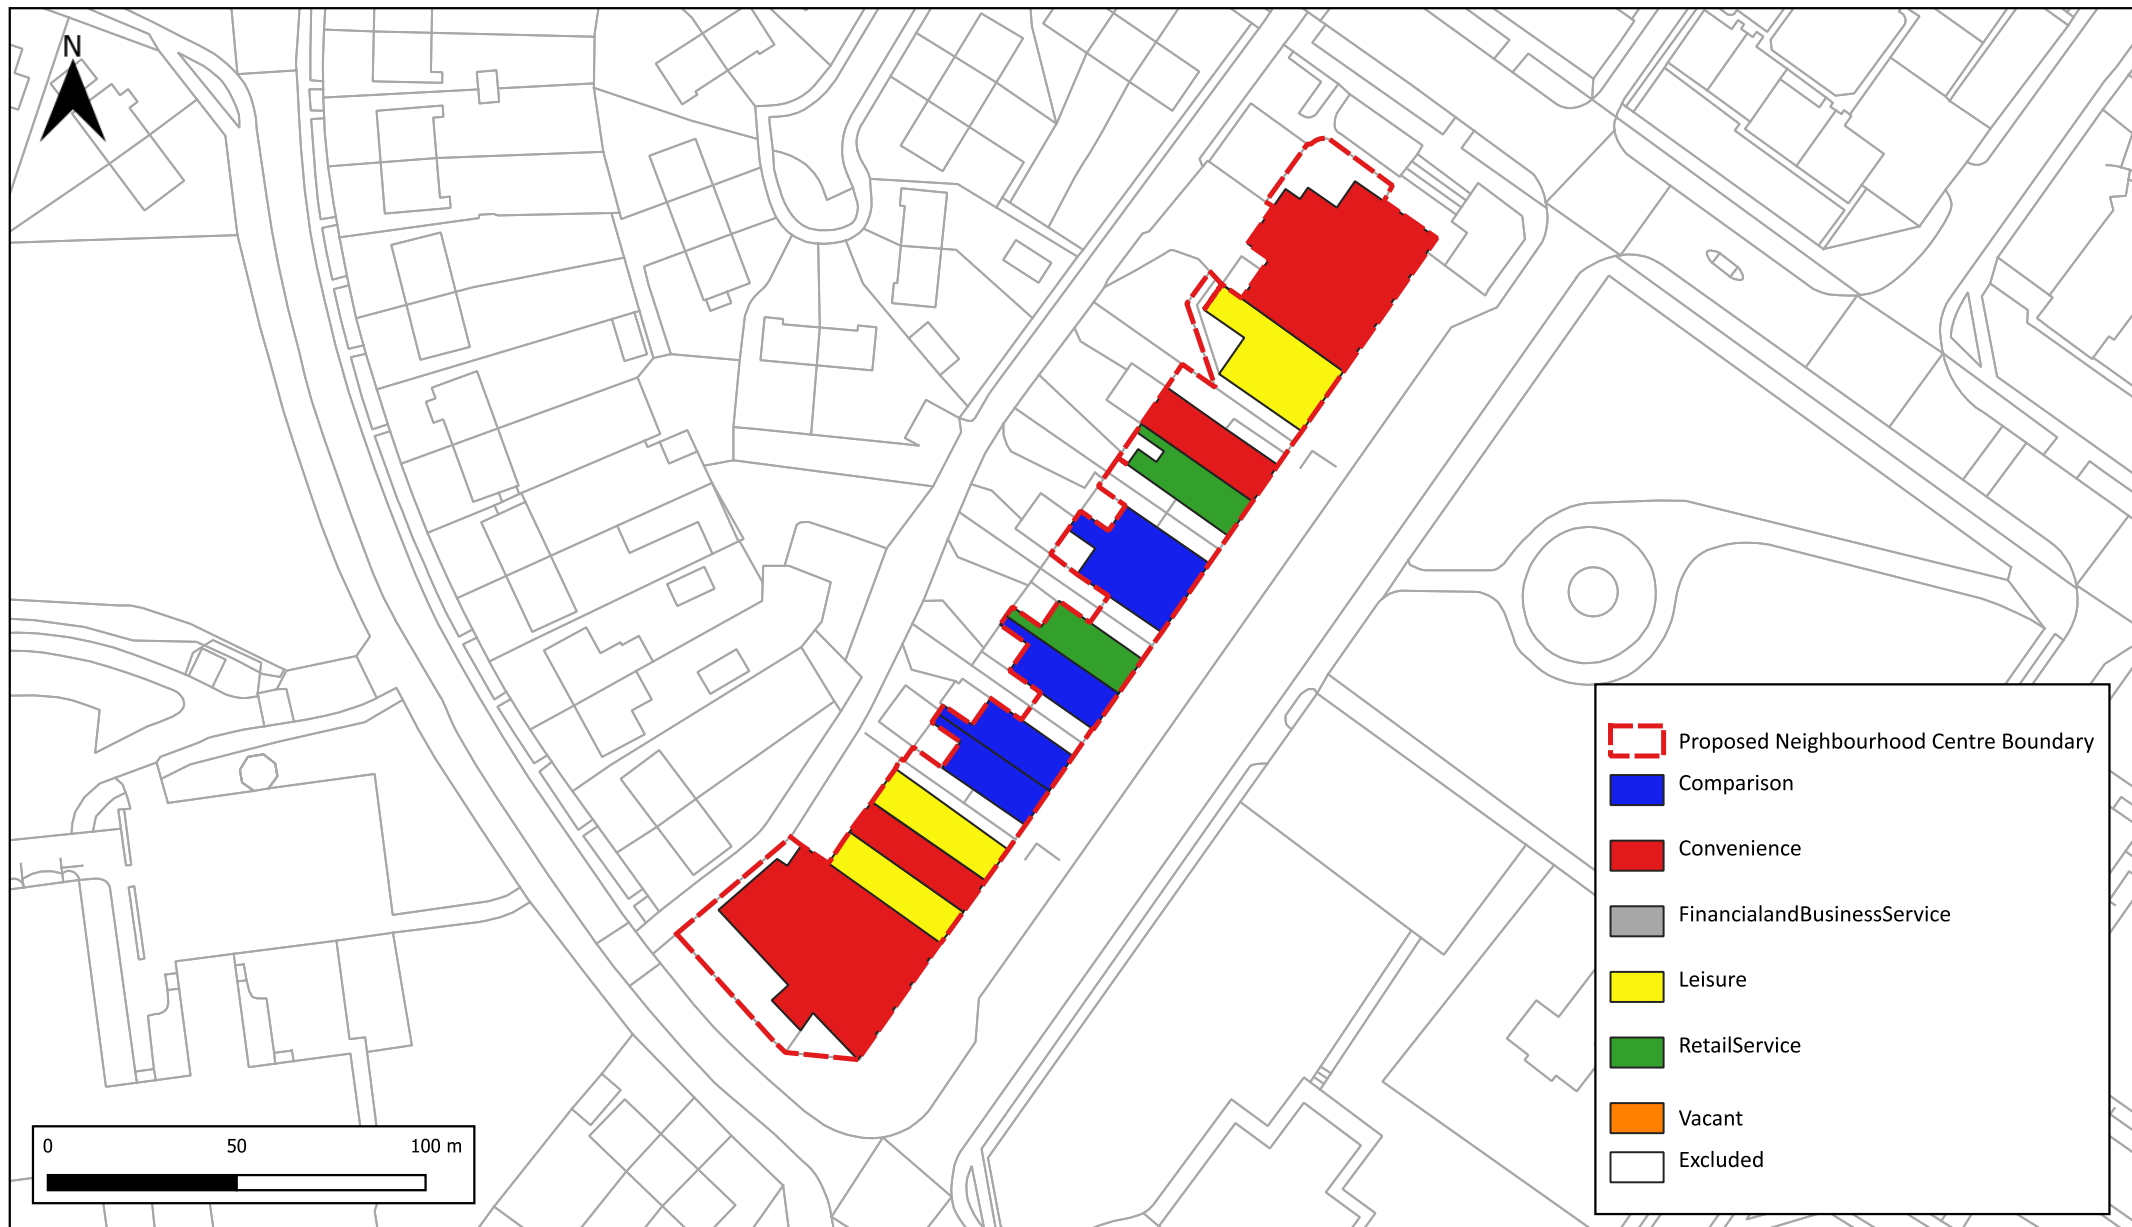 N
Proposed Neighbourhood Centre Boundary
Comparison
Convenience
FinancialandBusinessService
Leisure
RetailService
Vacant
Excluded
0 50 100 m